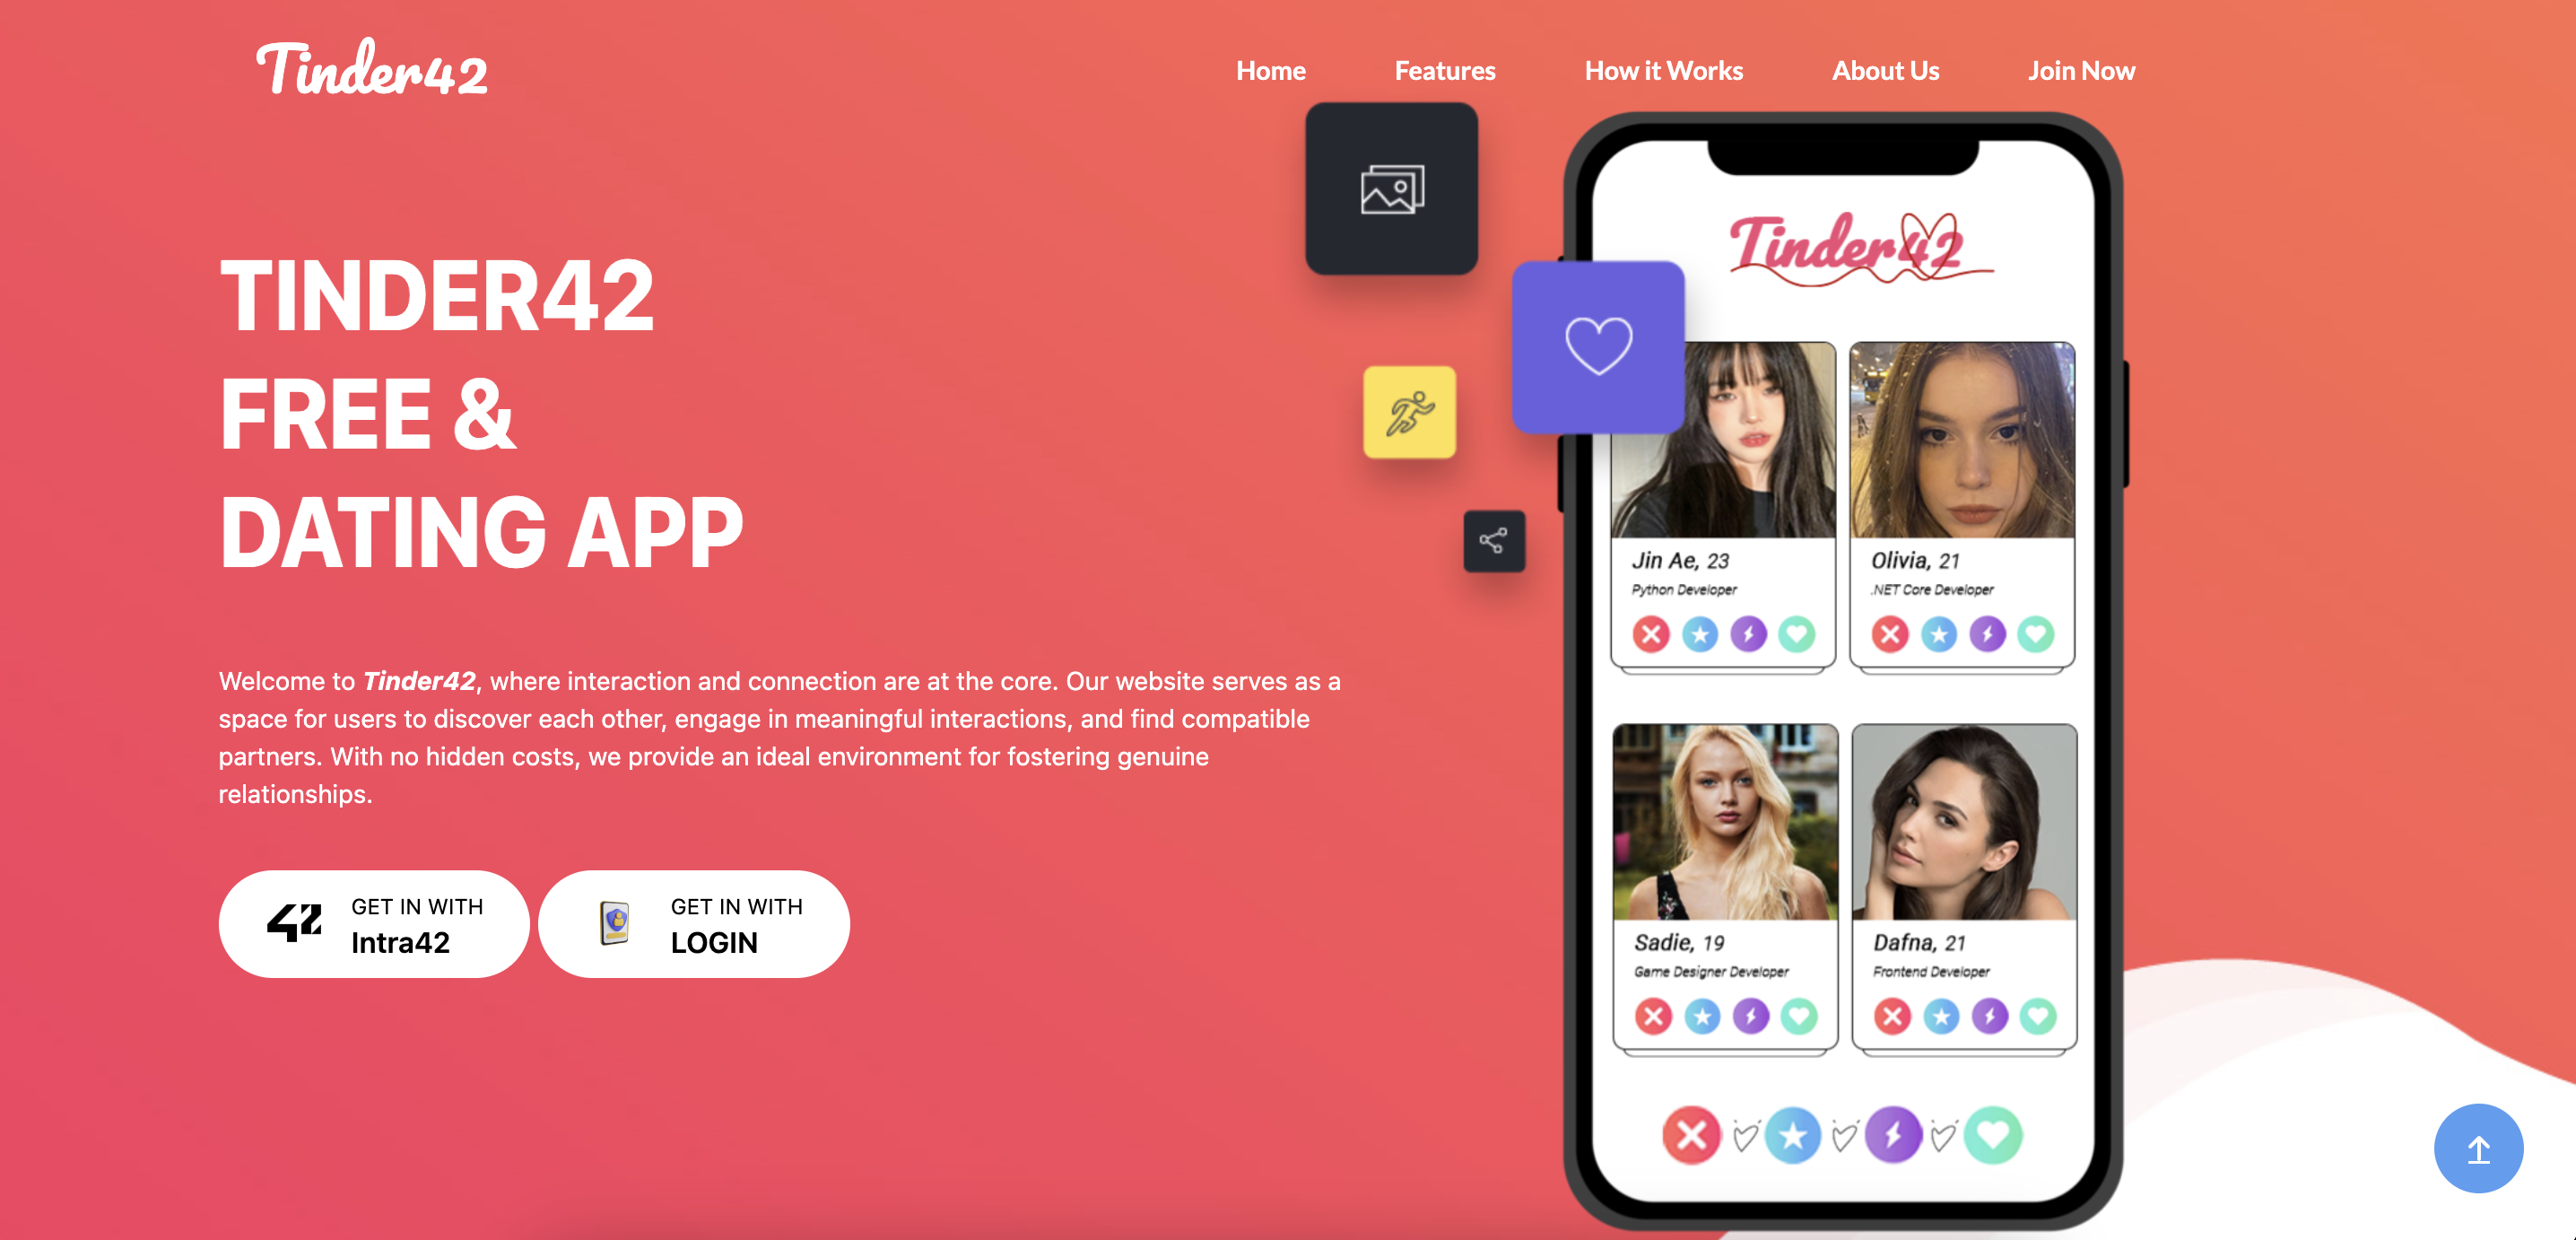 Tinder42
Home
Features
How it Works
About Us
Join Now
TINDER42
FREE &
DATING APP
Welcome to Tinder42, where interaction and connection are at the core. Our website serves as a
space for users to discover each other, engage in meaningful interactions, and find compatible
partners. With no hidden costs, we provide an ideal environment for fostering genuine
relationships.
42
GET IN WITH
Intra42
GET IN WITH
LOGIN
Tinder42
Jin Ae, 23
Python Developer
Olivia, 21
.NET Core Developer
Sadie, 19
Game Designer Developer
Dafna, 21
Frontend Developer